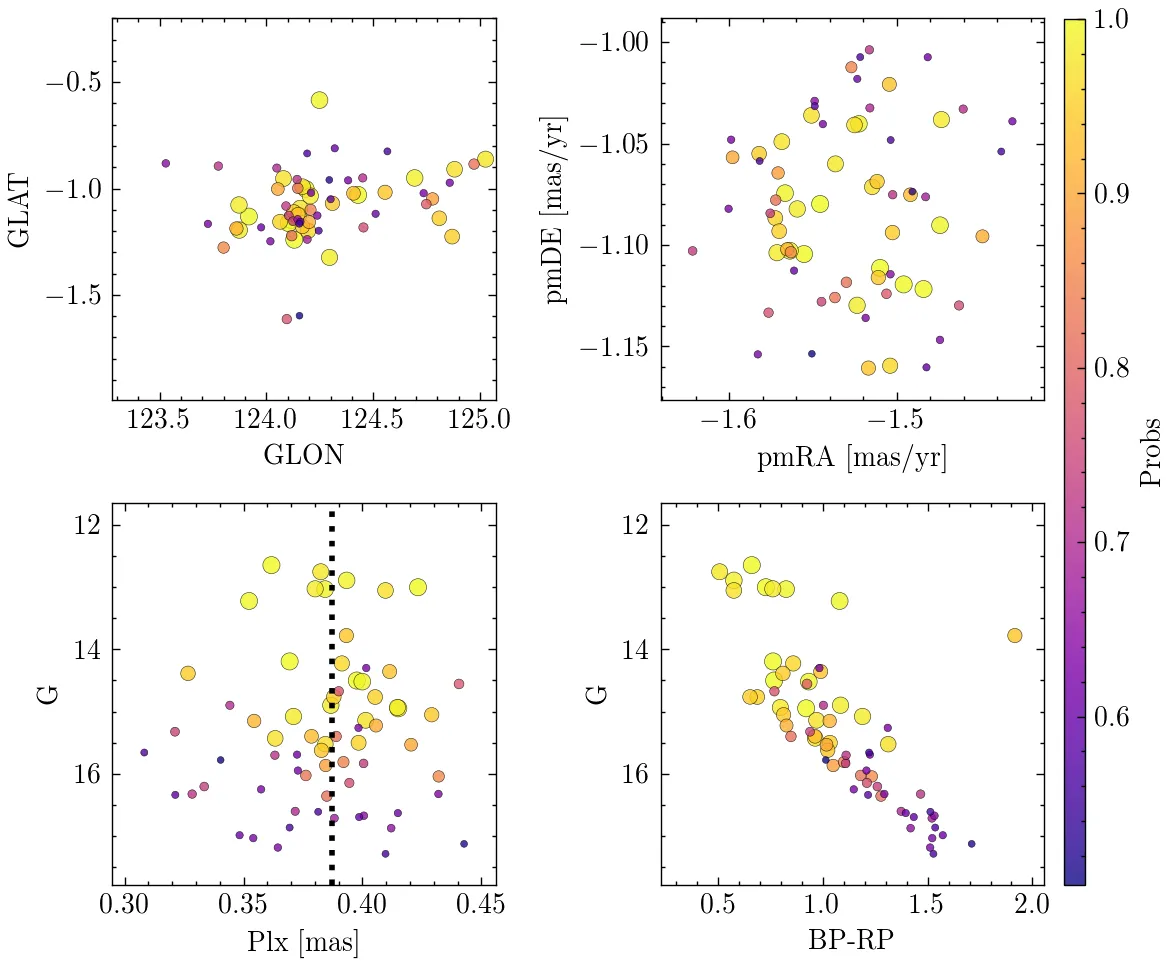 −0.5
−1.0
−1.5
GLAT
123.5 124.0 124.5 125.0
GLON
−1.00
−1.05
−1.10
−1.15
pmDE [mas/yr]
−1.6 −1.5
pmRA [mas/yr]
1.0
0.9
0.8
0.7
0.6
Probs
12
14
16
G
0.30 0.35 0.40 0.45
Plx [mas]
12
14
16
G
0.5 1.0 1.5 2.0
BP-RP